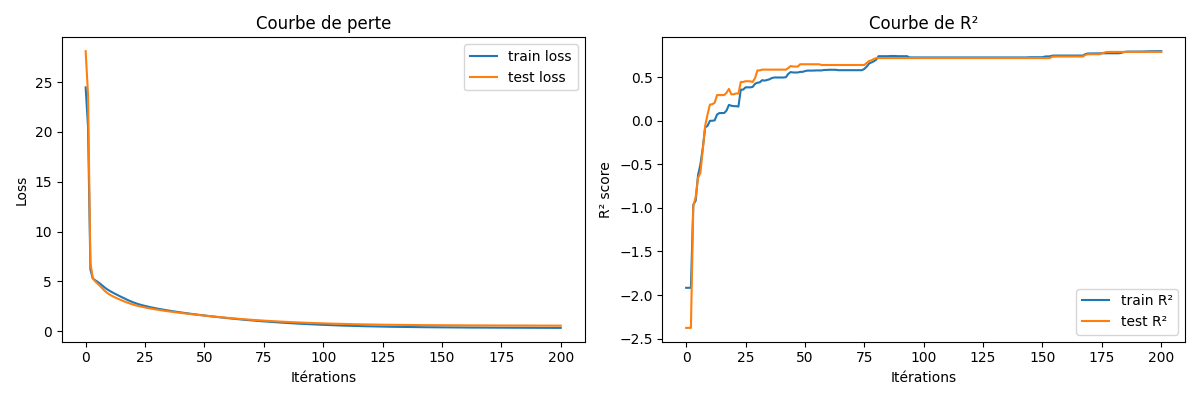 Courbe de perte
Loss
25
20
15
10
5
0
train loss
test loss
0 25 50 75 100 125 150 175 200
Itérations
Courbe de R²
R² score
0.5
0.0
−0.5
−1.0
−1.5
−2.0
−2.5
train R²
test R²
0 25 50 75 100 125 150 175 200
Itérations